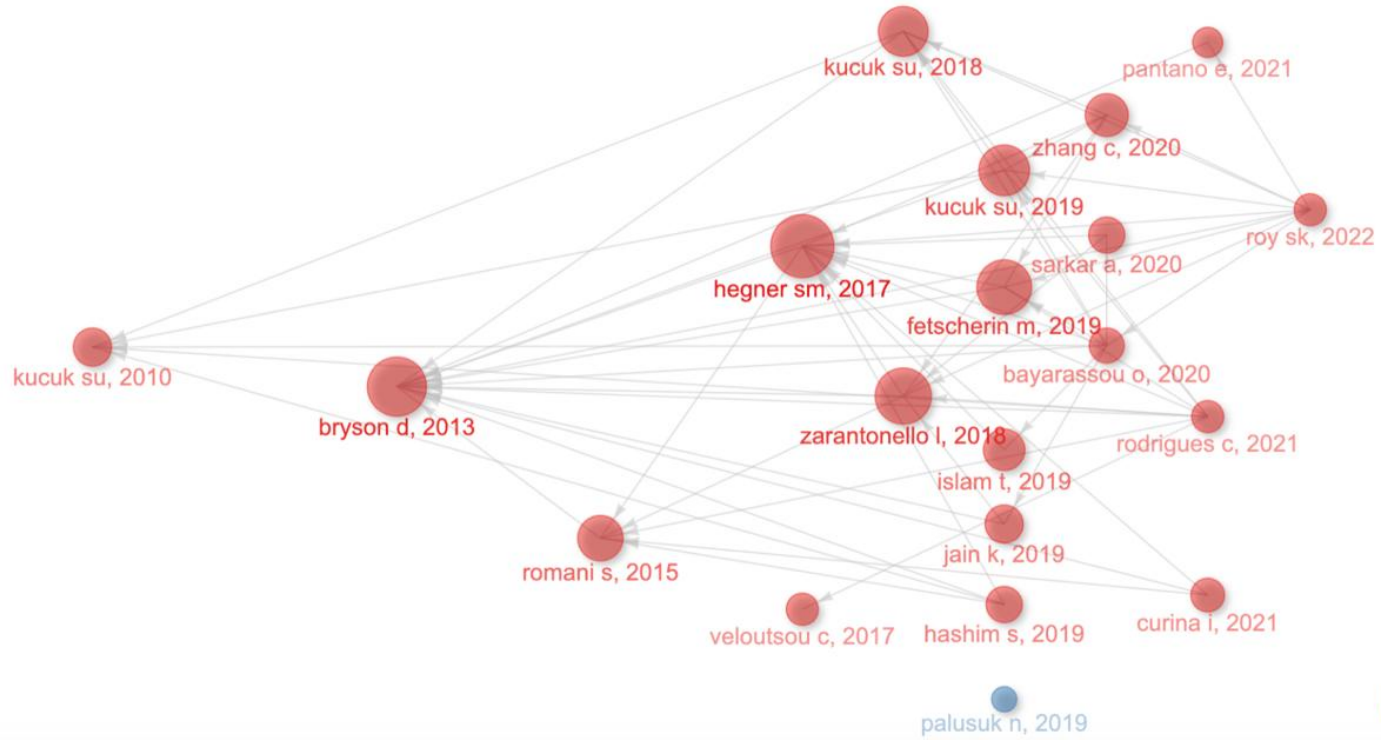 kucuk su, 2018
pantano e, 2021
zhang c, 2020
kucuk su, 2019
roy sk, 2022
sarkar a, 2020
hegner sm, 2017
fetscherin m, 2019
bayarassou o, 2020
kucuk su, 2010
bryson d, 2013
zarantonello l, 2018
rodrigues c, 2021
islam t, 2019
jain k, 2019
romani s, 2015
curina i, 2021
veloutsou c, 2017
hashim s, 2019
palusuk n, 2019